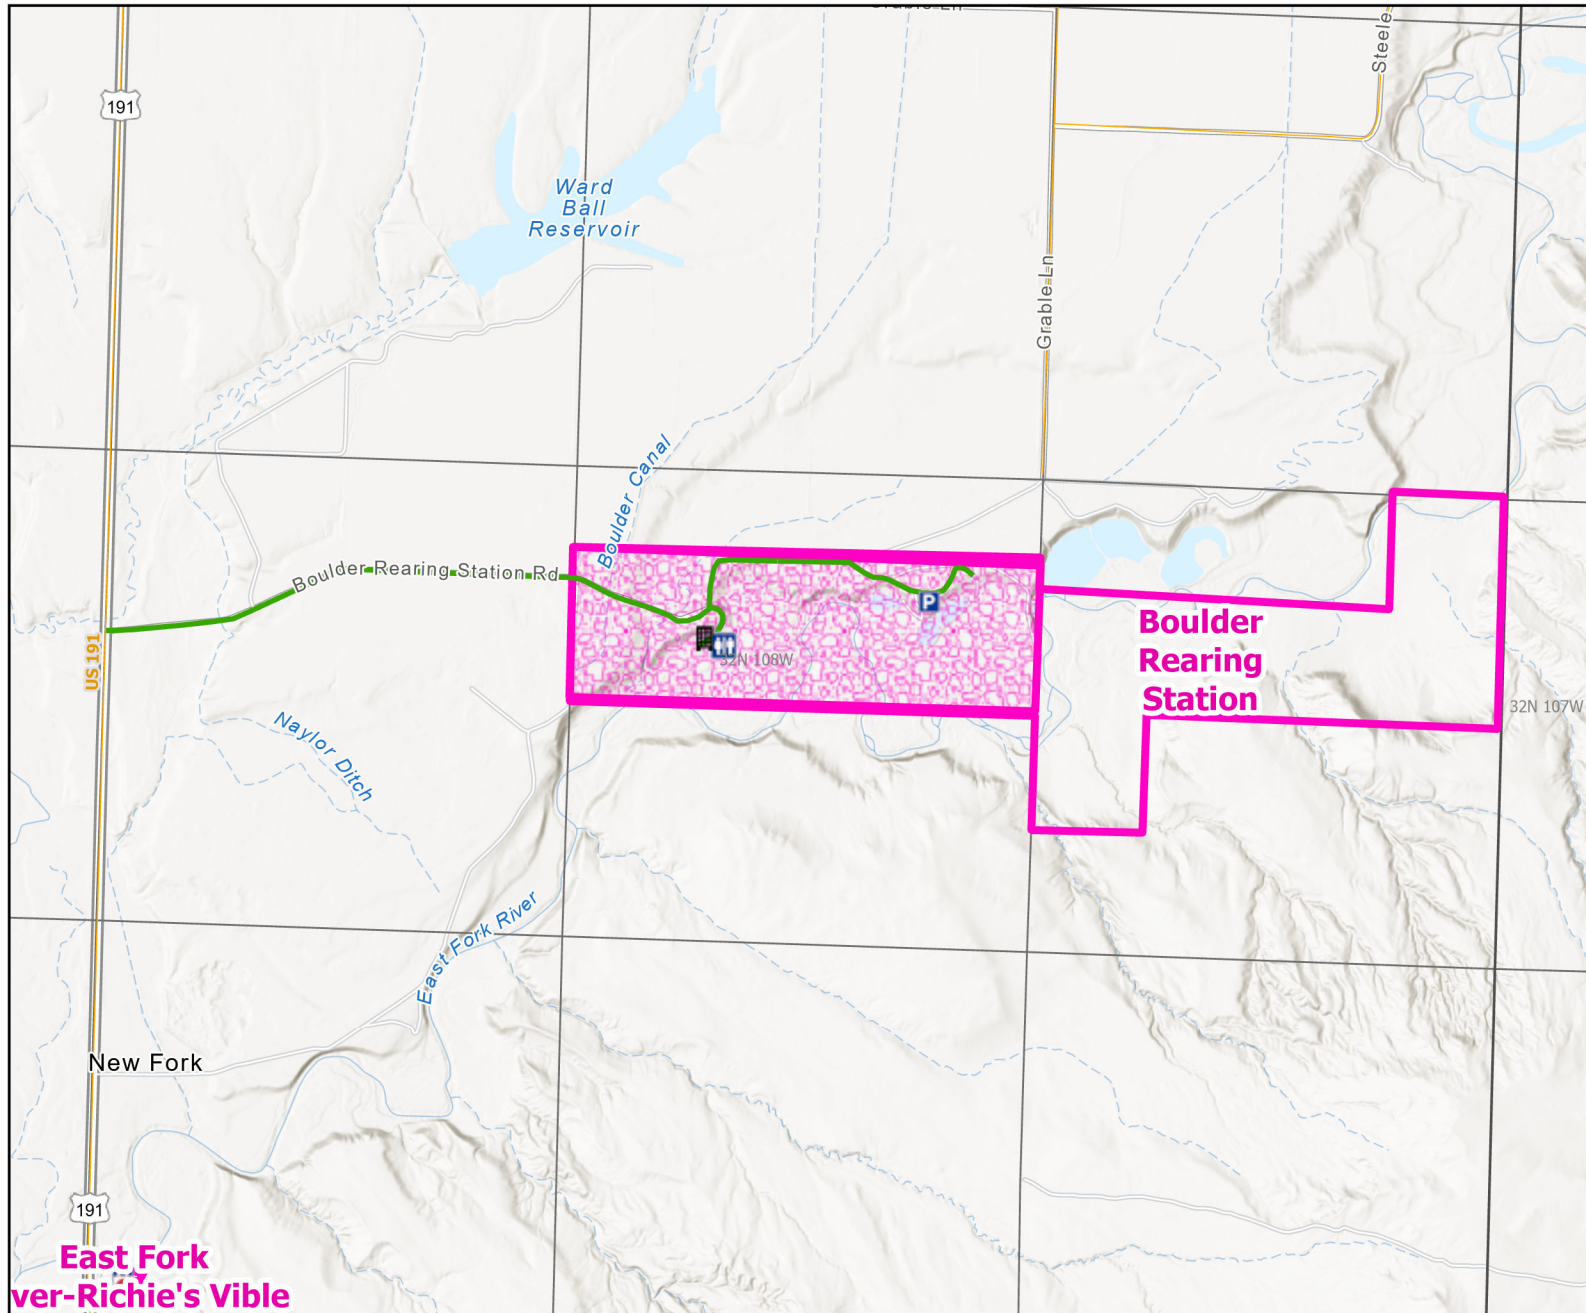 Steele
191
Ward
Ball
Reservoir
Grable Ln
Boulder Canal
Boulder Rearing Station Rd
P
Boulder
Rearing
Station
US 191
32N 108W
32N 107W
Naylor Ditch
East Fork River
New Fork
191
East Fork
ver-Richie's Vible